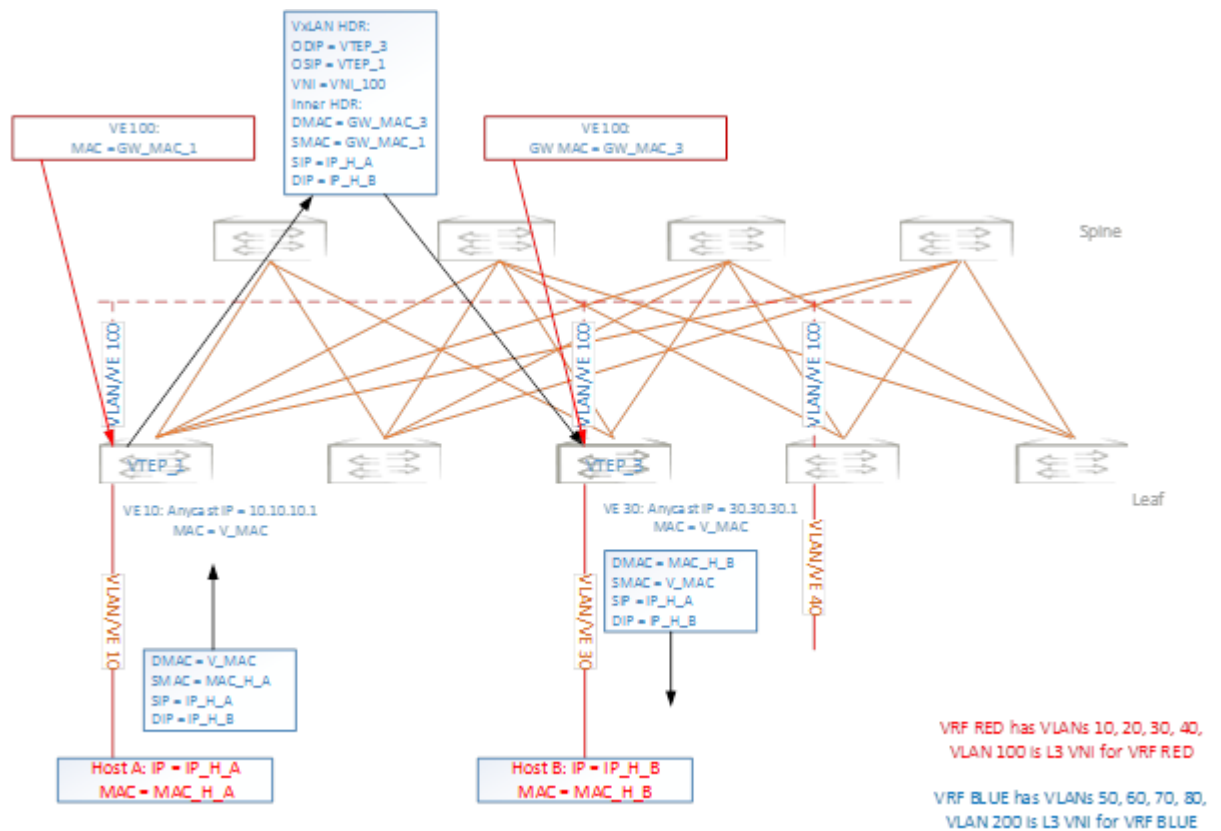 VxLAN HDR:
ODIP = VTEP_3
OSIP = VTEP_1
VNI = VNI_100
Inner HDR:
DMAC = GW_MAC_3
SMAC = GW_MAC_1
SIP = IP_H_A
DIP = IP_H_B
VE100:
MAC = GW_MAC_1
VE100:
GW MAC = GW_MAC_3
Spine
VLAN/VE 100
VLAN/VE 100
VLAN/VE 100
VTEP_1
VTEP_3
Leaf
VE10: Anycast IP = 10.10.10.1
MAC = V_MAC
VE 30: Anycast IP = 30.30.30.1
MAC = V_MAC
VLAN/VE 10
VLAN/VE 30
VLAN/VE 40
DMAC = MAC_H_B
SMAC = V_MAC
SIP = IP_H_A
DIP = IP_H_B
DMAC = V_MAC
SMAC = MAC_H_A
SIP = IP_H_A
DIP = IP_H_B
Host A: IP = IP_H_A
MAC = MAC_H_A
Host B: IP = IP_H_B
MAC = MAC_H_B
VRF RED has VLANs 10, 20, 30, 40,
VLAN 100 is L3 VNI for VRF RED
VRF BLUE has VLANs 50, 60, 70, 80,
VLAN 200 is L3 VNI for VRF BLUE